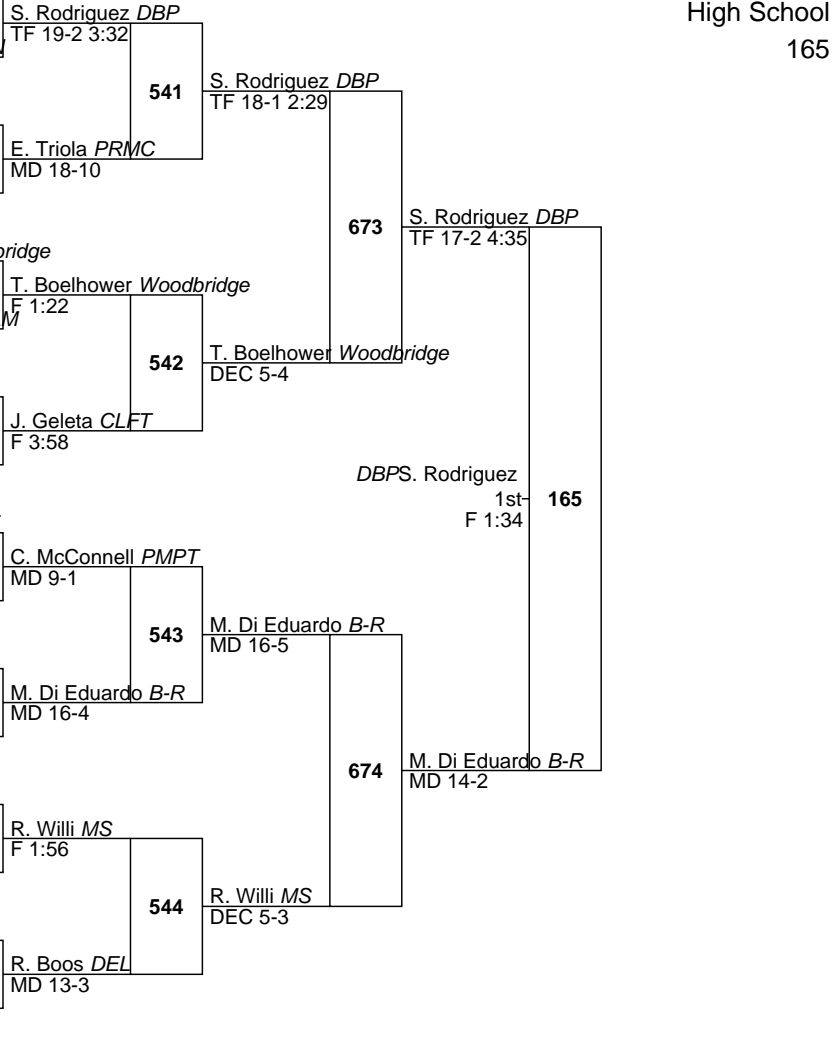 High School
165
S. Rodriguez DBP
TF 19-2 3:32
541
S. Rodriguez DBP
TF 18-1 2:29
E. Triola PRMC
MD 18-10
673
S. Rodriguez DBP
TF 17-2 4:35
T. Boelhower Woodbridge
F 1:22
542
T. Boelhower Woodbridge
DEC 5-4
J. Geleta CLFT
F 3:58
DBPS. Rodriguez
1st
F 1:34
165
C. McConnell PMPT
MD 9-1
543
M. Di Eduardo B-R
MD 16-5
M. Di Eduardo B-R
MD 16-4
674
M. Di Eduardo B-R
MD 14-2
R. Willi MS
F 1:56
544
R. Willi MS
DEC 5-3
R. Boos DEL
MD 13-3